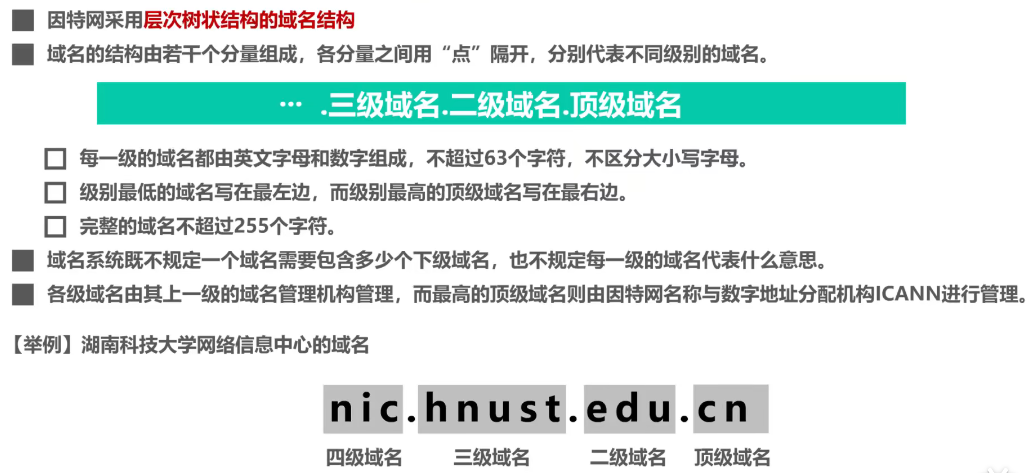 因特网采用层次树状结构的域名结构
域名的结构由若干个分量组成，各分量之间用“点”隔开，分别代表不同级别的域名。
… .三级域名.二级域名.顶级域名
每一级的域名都由英文字母和数字组成，不超过63个字符，不区分大小写字母。
级别最低的域名写在最左边，而级别最高的顶级域名写在最右边。
完整的域名不超过255个字符。
域名系统既不规定一个域名需要包含多少个下级域名，也不规定每一级的域名代表什么意思。
各级域名由其上一级的域名管理机构管理，而最高的顶级域名则由因特网名称与数字地址分配机构ICANN进行管理。
【举例】湖南科技大学网络信息中心的域名
nic.hnust.edu.cn
四级域名 三级域名 二级域名 顶级域名